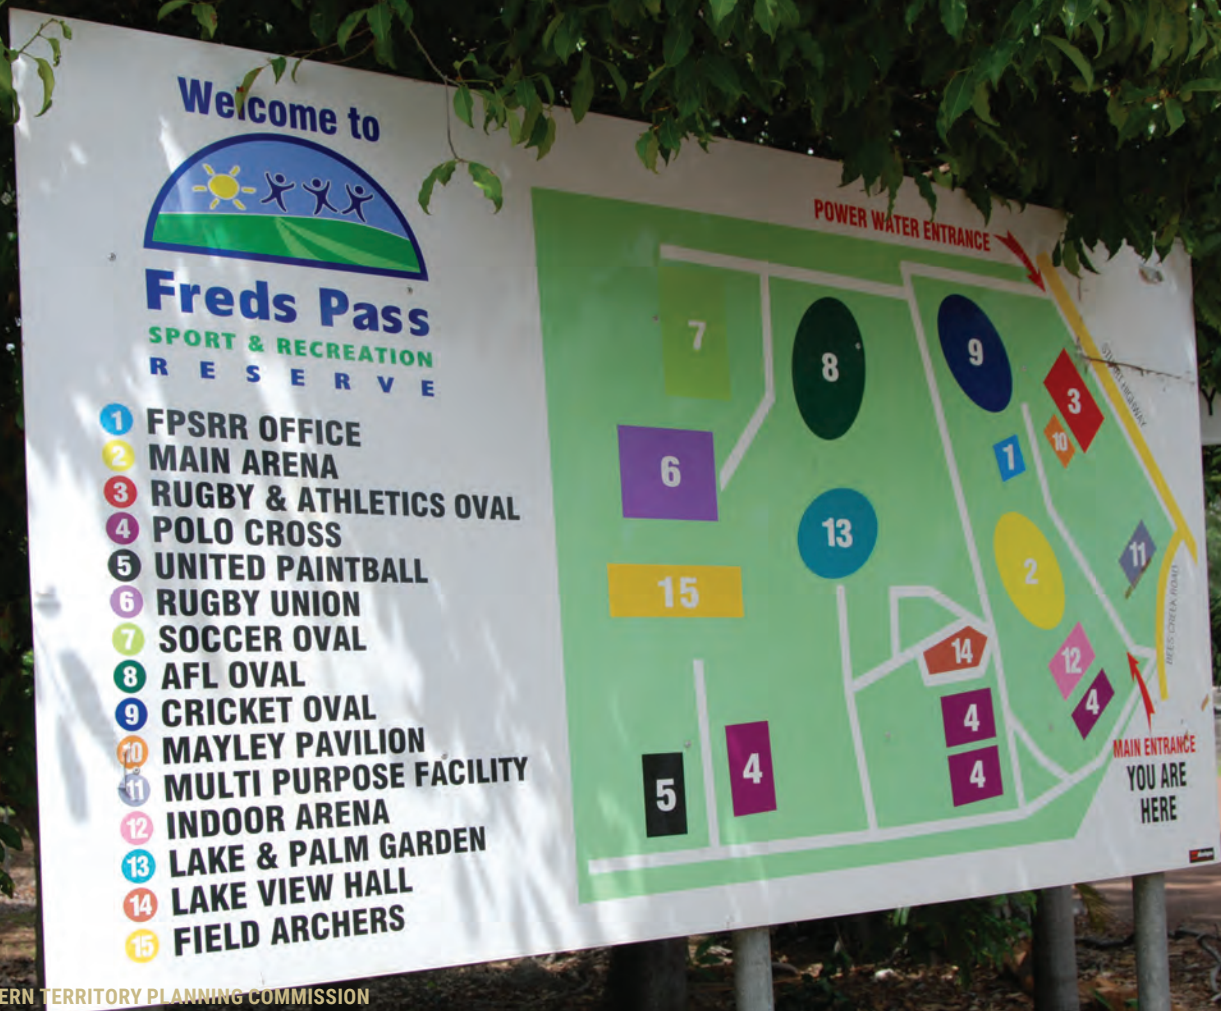 Welcome to
Freds Pass
SPORT & RECREATION
RESERVE
1 FPSRR OFFICE
2 MAIN ARENA
3 RUGBY & ATHLETICS OVAL
4 POLO CROSS
5 UNITED PAINTBALL
6 RUGBY UNION
7 SOCCER OVAL
8 AFL OVAL
9 CRICKET OVAL
10 MAYLEY PAVILION
11 MULTI PURPOSE FACILITY
12 INDOOR ARENA
13 LAKE & PALM GARDEN
14 LAKE VIEW HALL
15 FIELD ARCHERS
POWER WATER ENTRANCE
7
8
9
3
10
1
6
13
2
11
15
14
12
4
4
4
4
5
HIGHWAY
BEES CREEK ROAD
MAIN ENTRANCE
YOU ARE
HERE
ERN TERRITORY PLANNING COMMISSION